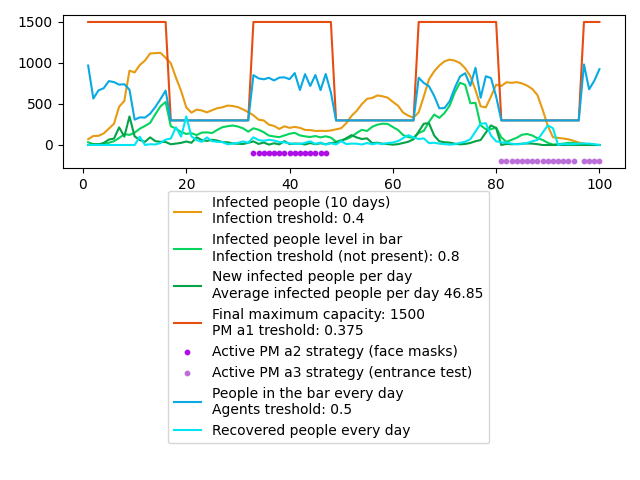 1500
1000
500
0
0 20 40 60 80 100
Infected people (10 days)
Infection treshold: 0.4
Infected people level in bar
Infection treshold (not present): 0.8
New infected people per day
Average infected people per day 46.85
Final maximum capacity: 1500
PM a1 treshold: 0.375
Active PM a2 strategy (face masks)
Active PM a3 strategy (entrance test)
People in the bar every day
Agents treshold: 0.5
Recovered people every day